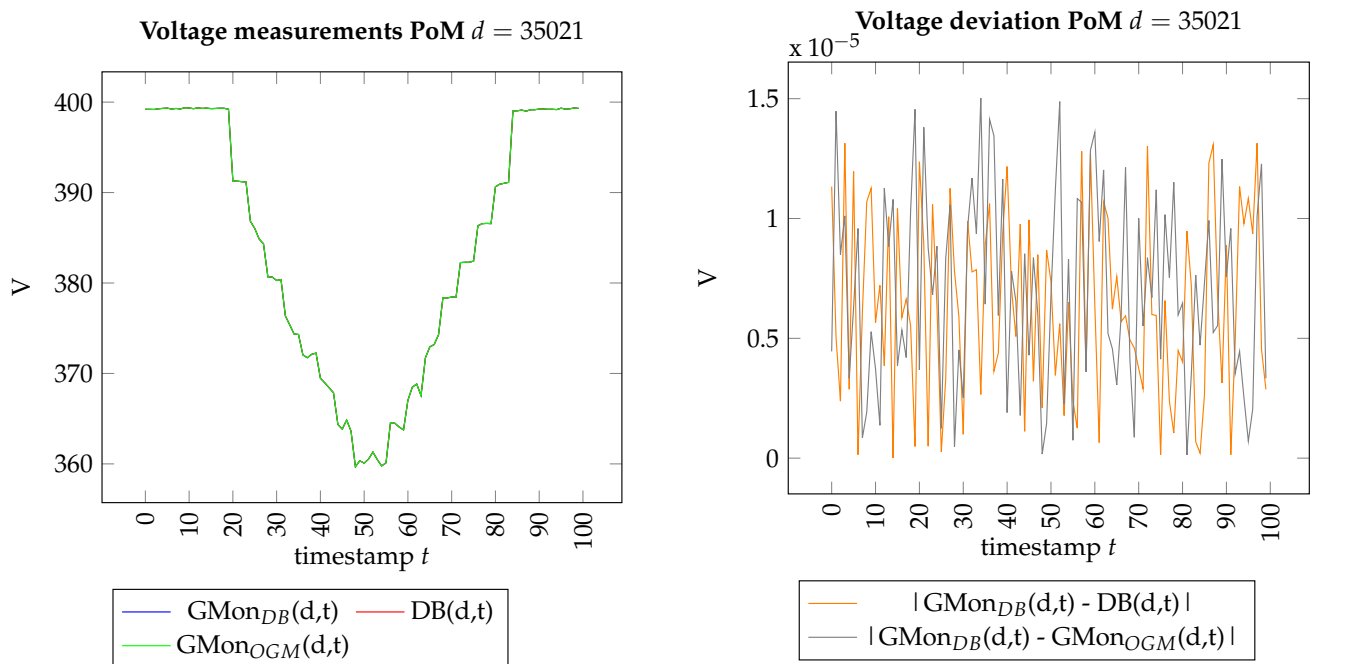 Voltage measurements PoM d = 35021
V
400
390
380
370
360
0 10 20 30 40 50 60 70 80 90 100
timestamp t
GMon_DB(d,t) DB(d,t)
GMon_OGM(d,t)
Voltage deviation PoM d = 35021
x 10^−5
V
1.5
1
0.5
0
0 10 20 30 40 50 60 70 80 90 100
timestamp t
|GMon_DB(d,t) - DB(d,t)|
|GMon_DB(d,t) - GMon_OGM(d,t)|